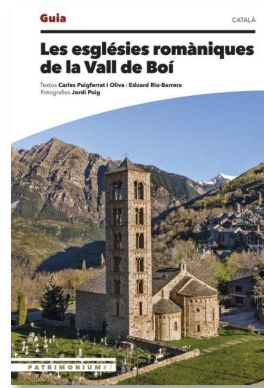 Guia
CATALÀ
Les esglésies romàniques
de la Vall de Boí
Textos Carles Puigferrat i Oliva i Eduard Riu-Barrera
Fotografies Jordi Puig
PATRIMONIUM #7